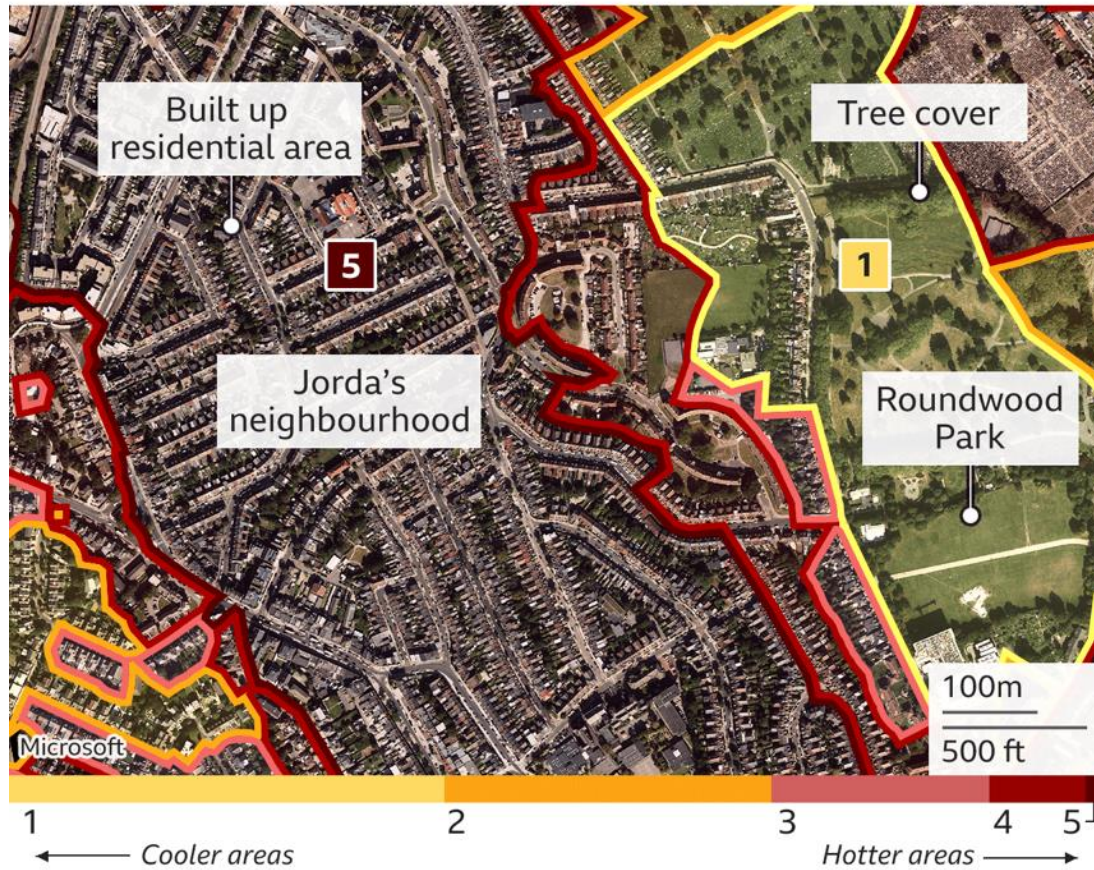 Built up
residential area
Tree cover
5
1
Jorda's
neighbourhood
Roundwood
Park
100m
500 ft
Microsoft
1 2 3 4 5
Cooler areas
Hotter areas